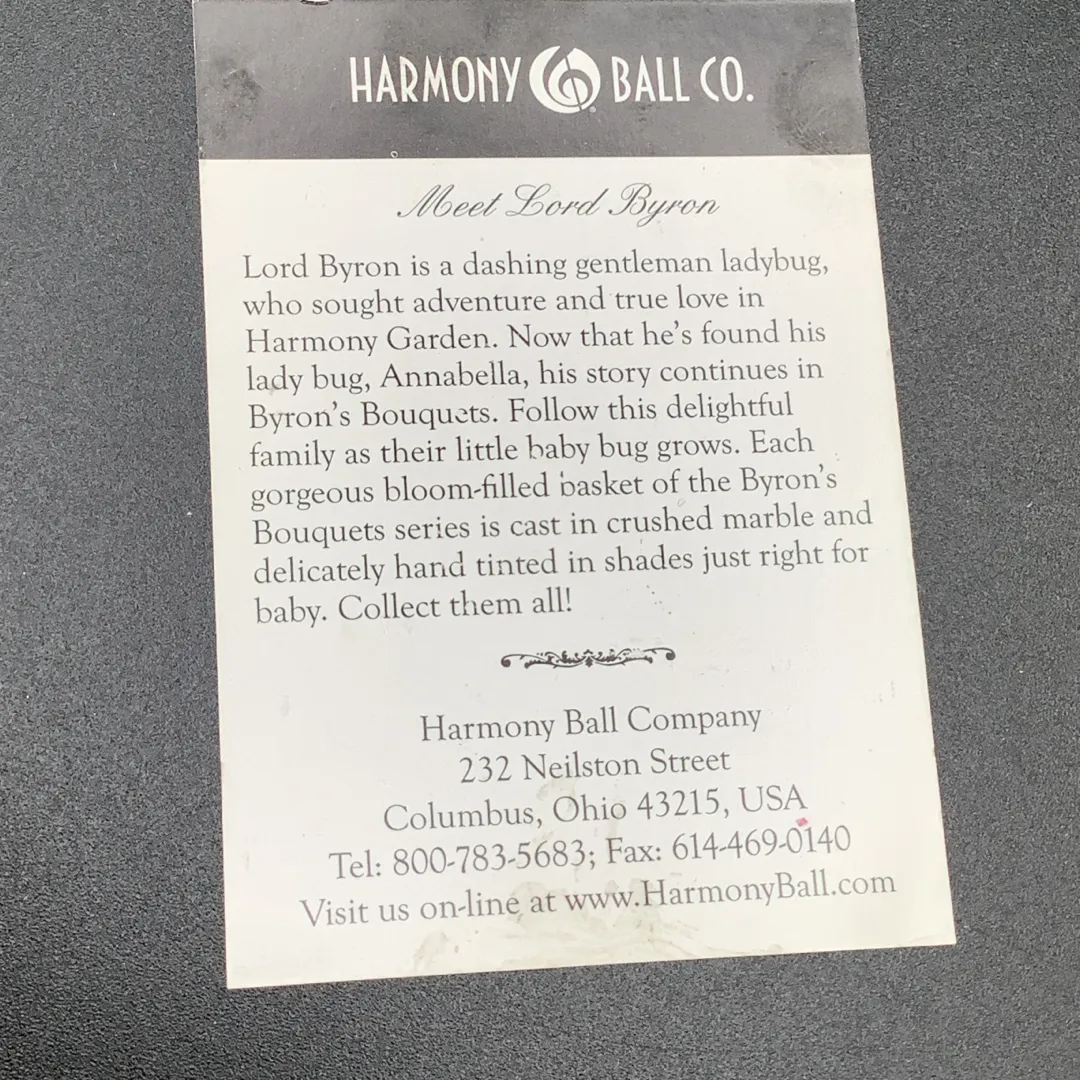 HARMONY BALL CO.
Meet Lord Byron
Lord Byron is a dashing gentleman ladybug,
who sought adventure and true love in
Harmony Garden. Now that he's found his
lady bug, Annabella, his story continues in
Byron's Bouquets. Follow this delightful
family as their little baby bug grows. Each
gorgeous bloom-filled basket of the Byron's
Bouquets series is cast in crushed marble and
delicately hand tinted in shades just right for
baby. Collect them all!
Harmony Ball Company
232 Neilston Street
Columbus, Ohio 43215, USA
Tel: 800-783-5683; Fax: 614-469-0140
Visit us on-line at www.HarmonyBall.com